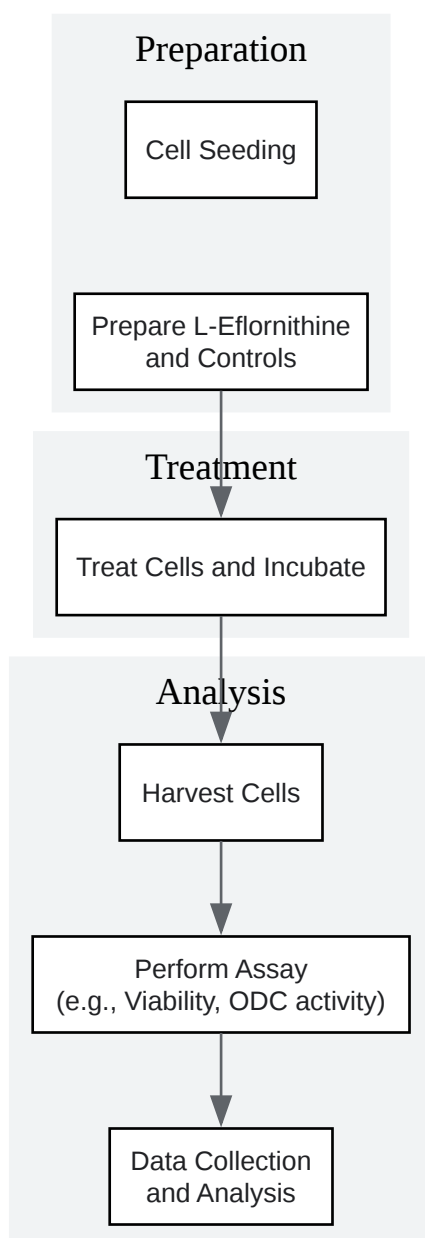 Preparation
Cell Seeding
Prepare L-Eflornithine
and Controls
Treatment
Treat Cells and Incubate
Analysis
Harvest Cells
Perform Assay
(e.g., Viability, ODC activity)
Data Collection
and Analysis